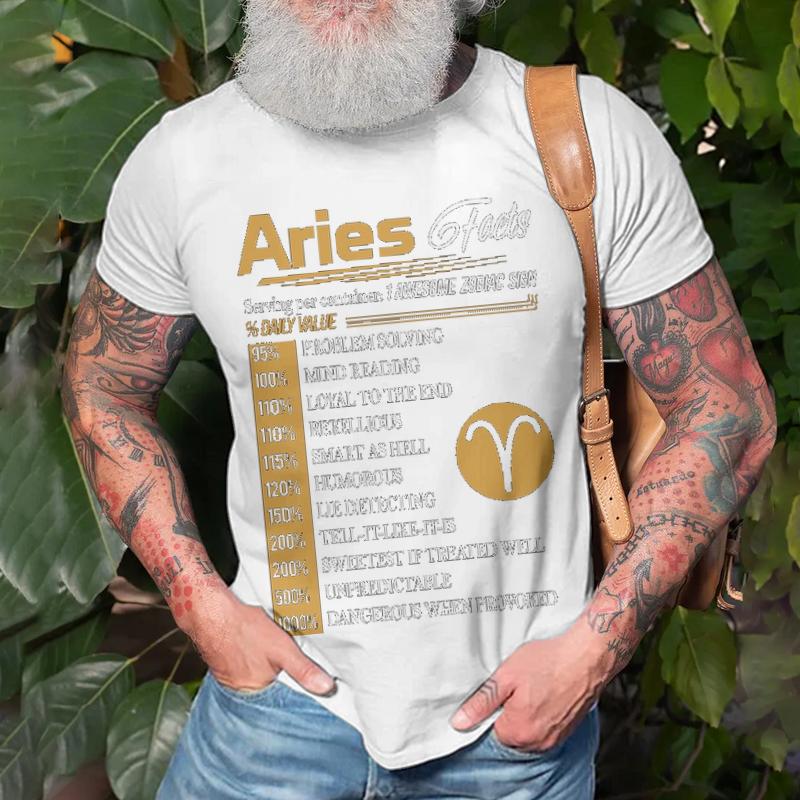 Aries Facts
Serving per container: 1 AWESOME ZODIAC SIGN
% DAILY VALUE
95% PROBLEM SOLVING
100% MIND READING
110% LOYAL TO THE END
110% REBELLIOUS
115% SMART AS HELL
120% HUMOROUS
150% LIE DETECTING
200% TELL-IT-LIKE-IT-IS
200% SWEETEST IF TREATED WELL
500% UNPREDICTABLE
1000% DANGEROUS WHEN PROVOKED